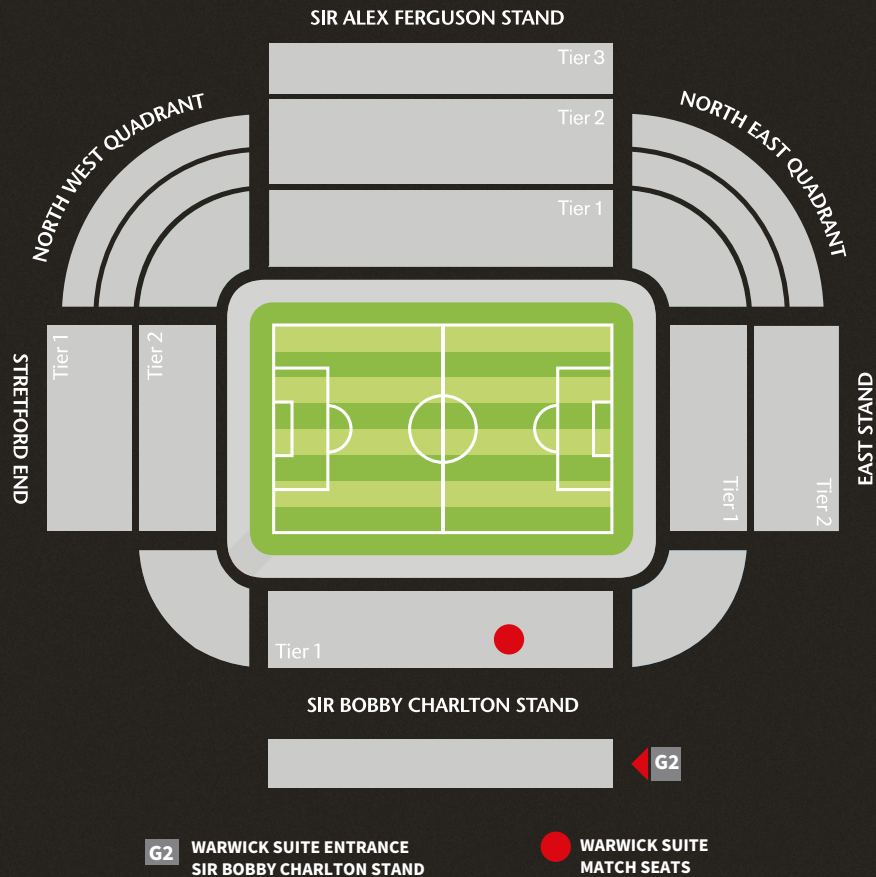 SIR ALEX FERGUSON STAND
Tier 3
NORTH WEST QUADRANT
NORTH EAST QUADRANT
Tier 2
Tier 1
STRETFORD END
Tier 1
Tier 2
Tier 1
Tier 2
EAST STAND
Tier 1
SIR BOBBY CHARLTON STAND
G2
G2
WARWICK SUITE ENTRANCE
SIR BOBBY CHARLTON STAND
WARWICK SUITE
MATCH SEATS